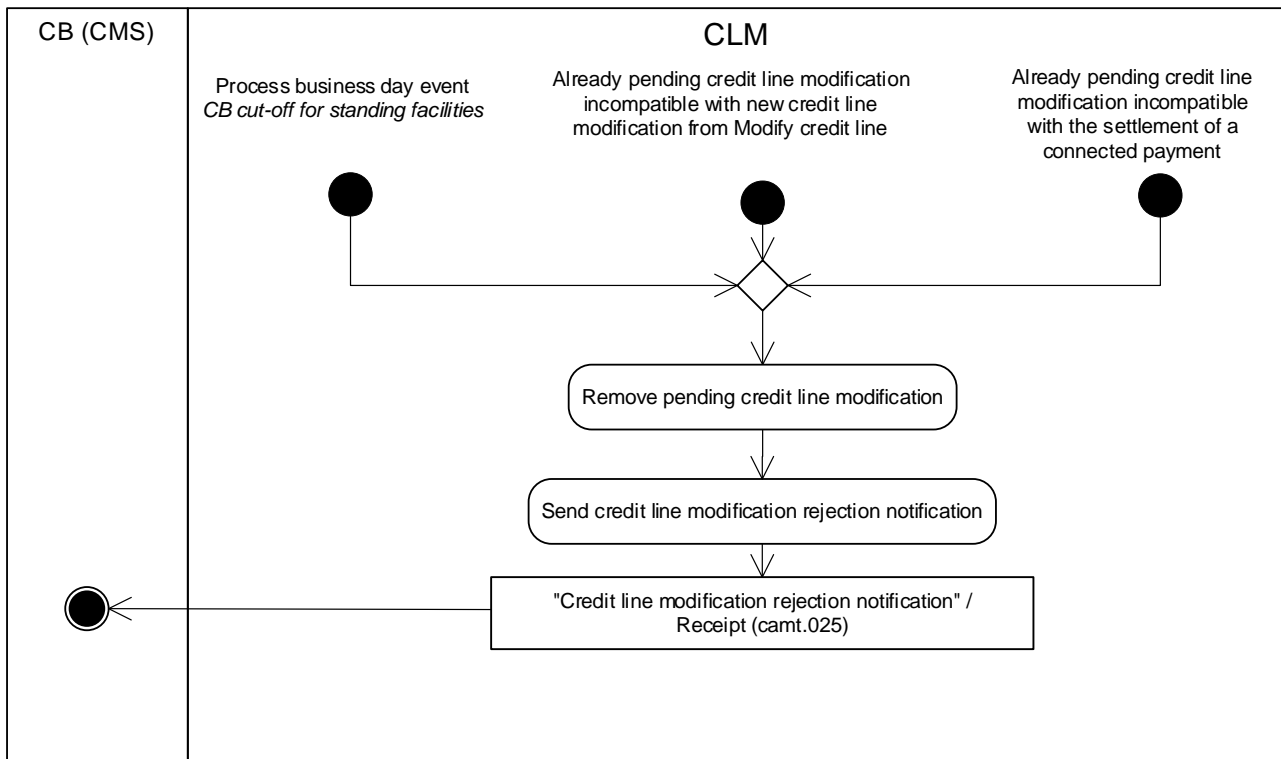 CB (CMS)
CLM
Process business day event
CB cut-off for standing facilities
Already pending credit line modification
incompatible with new credit line
modification from Modify credit line
Already pending credit line
modification incompatible
with the settlement of a
connected payment
Remove pending credit line modification
Send credit line modification rejection notification
"Credit line modification rejection notification" /
Receipt (camt.025)